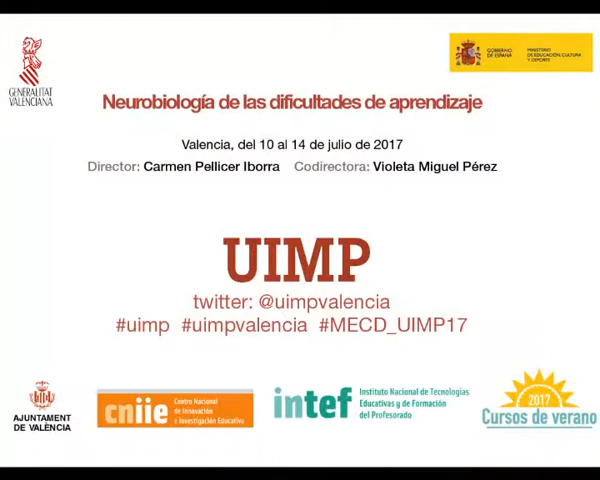 GENERALITAT
VALENCIANA
GOBIERNO
DE ESPAÑA
MINISTERIO
DE EDUCACIÓN, CULTURA
Y DEPORTE
Neurobiología de las dificultades de aprendizaje
Valencia, del 10 al 14 de julio de 2017
Director: Carmen Pellicer Iborra Codirectora: Violeta Miguel Pérez
UIMP
twitter: @uimpvalencia
#uimp #uimpvalencia #MECD_UIMP17
AJUNTAMENT
DE VALÈNCIA
cniie
Centro Nacional
de Innovación
e Investigación Educativa
intef
Instituto Nacional de Tecnologías
Educativas y de Formación
del Profesorado
2017
Cursos de verano